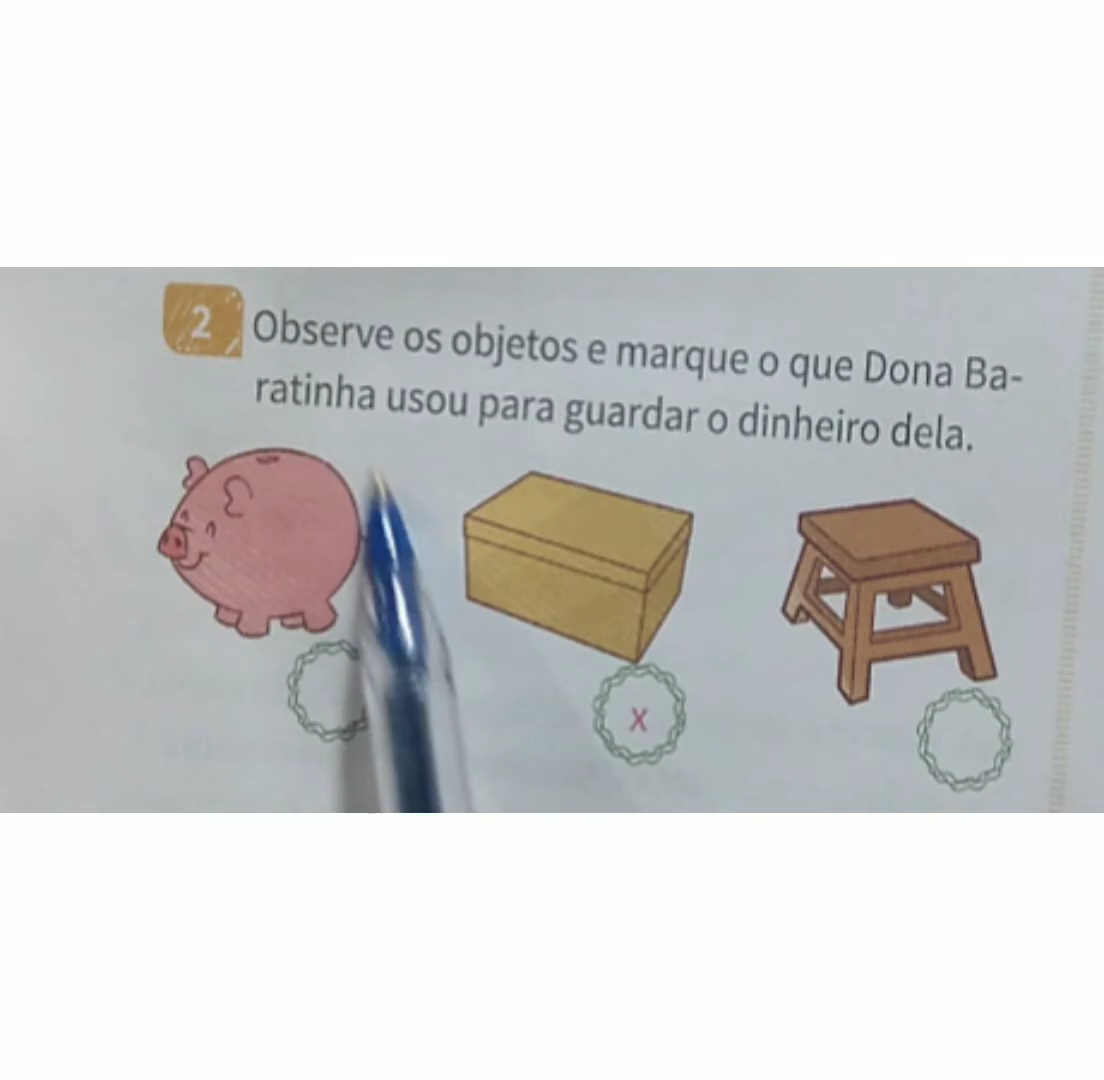 2 Observe os objetos e marque o que Dona Ba-
ratinha usou para guardar o dinheiro dela.
X